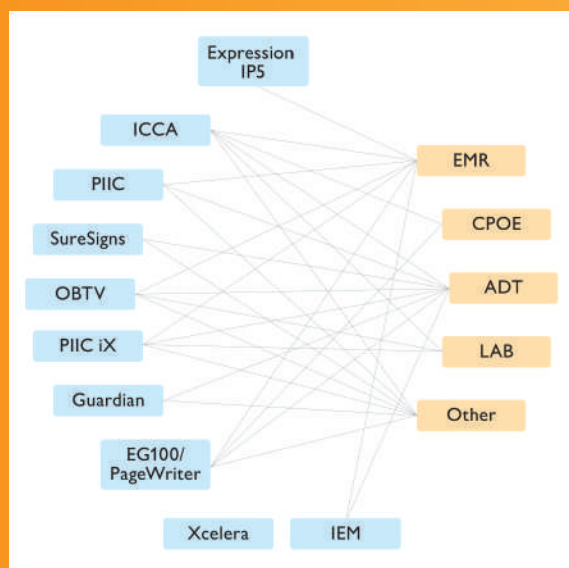 Expression
IP5
ICCA
PIIC
SureSigns
OBTV
PIIC iX
Guardian
EG100/
PageWriter
Xcelera
IEM
EMR
CPOE
ADT
LAB
Other